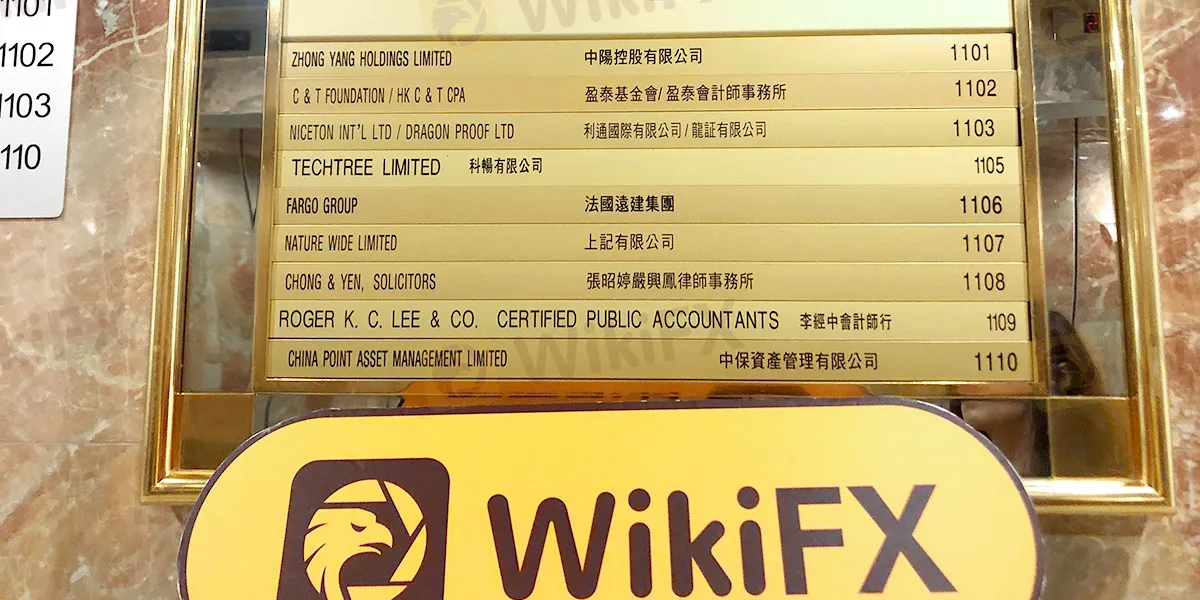 1101
1102
1103
110
WikiFX
ZHONG YANG HOLDINGS LIMITED 中陽控股有限公司 1101
C & T FOUNDATION / HK C & T CPA 盈泰基金會/盈泰會計師事務所 1102
NICETON INT'L LTD / DRAGON PROOF LTD 利通國際有限公司/龍証有限公司 1103
TECHTREE LIMITED 科暢有限公司 1105
FARGO GROUP 法國遠建集團 1106
NATURE WIDE LIMITED 上記有限公司 1107
CHONG & YEN, SOLICITORS 張昭婷嚴興鳳律師事務所 1108
ROGER K. C. LEE & CO. CERTIFIED PUBLIC ACCOUNTANTS 李經中會計師行 1109
CHINA POINT ASSET MANAGEMENT LIMITED 中保資產管理有限公司 1110
WikiFX
WikiFX